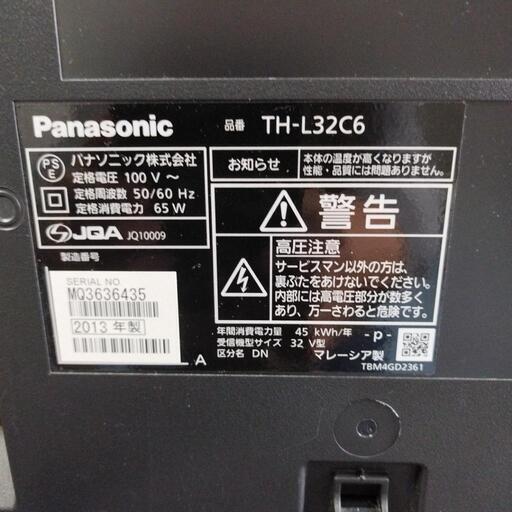 Panasonic 品番 TH-L32C6
PS
E
パナソニック株式会社
定格電圧 100 V ～
定格周波数 50/60 Hz
定格消費電力 65 W
JQA JQ10009
製造番号
SERIAL NO
MQ3636435
2013 年製
A
お知らせ
本体の温度が高くなりますが
性能・品質には問題ありません。
警告
高圧注意
サービスマン以外の方は、
裏ぶたをあけないでください。
内部には高電圧部分が数多く
あり、万一さわると危険です。
年間消費電力量 45 kWh/年
受信機型サイズ 32 V型
区分名 DN
-p-
マレーシア製
TBM4GD2361